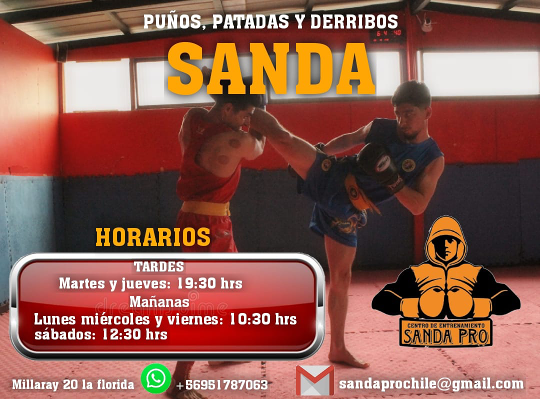 PUÑOS, PATADAS Y DERRIBOS
SANDA
HORARIOS
TARDES
Martes y jueves: 19:30 hrs
Mañanas
Lunes miércoles y viernes: 10:30 hrs
sábados: 12:30 hrs
CENTRO DE ENTRENAMIENTO
SANDA PRO
Millaray 20 la florida
+56951787063
sandaprochile@gmail.com